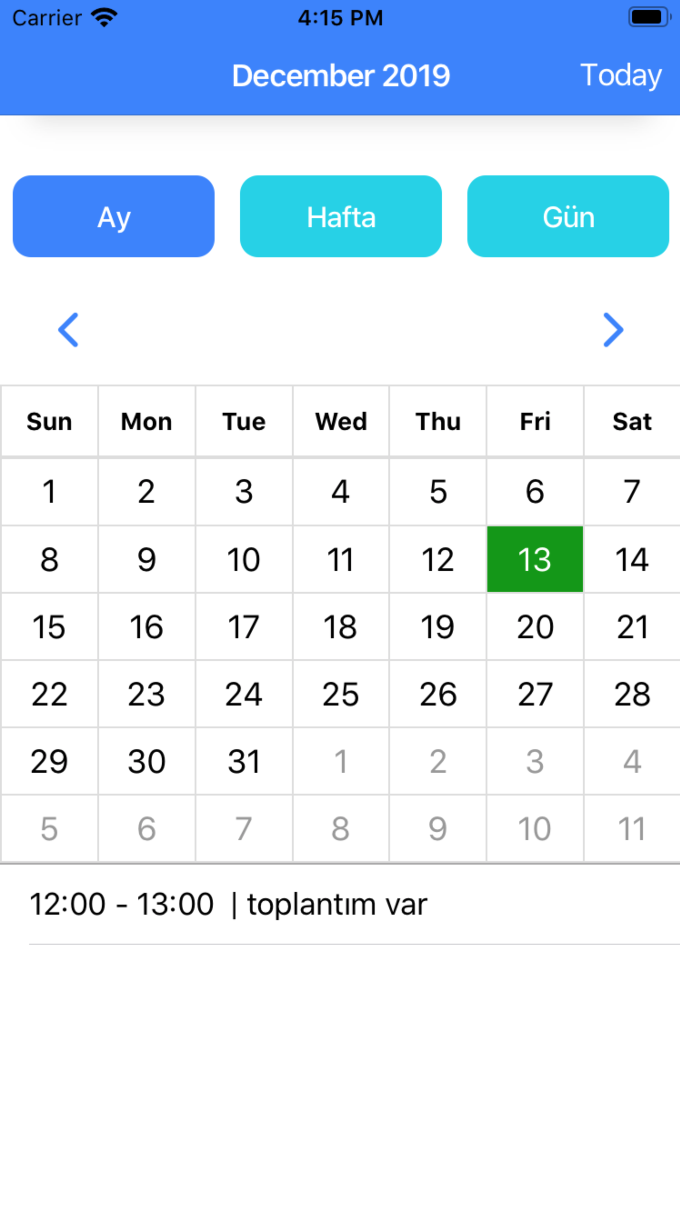 Carrier 4:15 PM
December 2019 Today
Ay Hafta Gün
Sun Mon Tue Wed Thu Fri Sat
1 2 3 4 5 6 7
8 9 10 11 12 13 14
15 16 17 18 19 20 21
22 23 24 25 26 27 28
29 30 31 1 2 3 4
5 6 7 8 9 10 11
12:00 - 13:00 | toplantım var